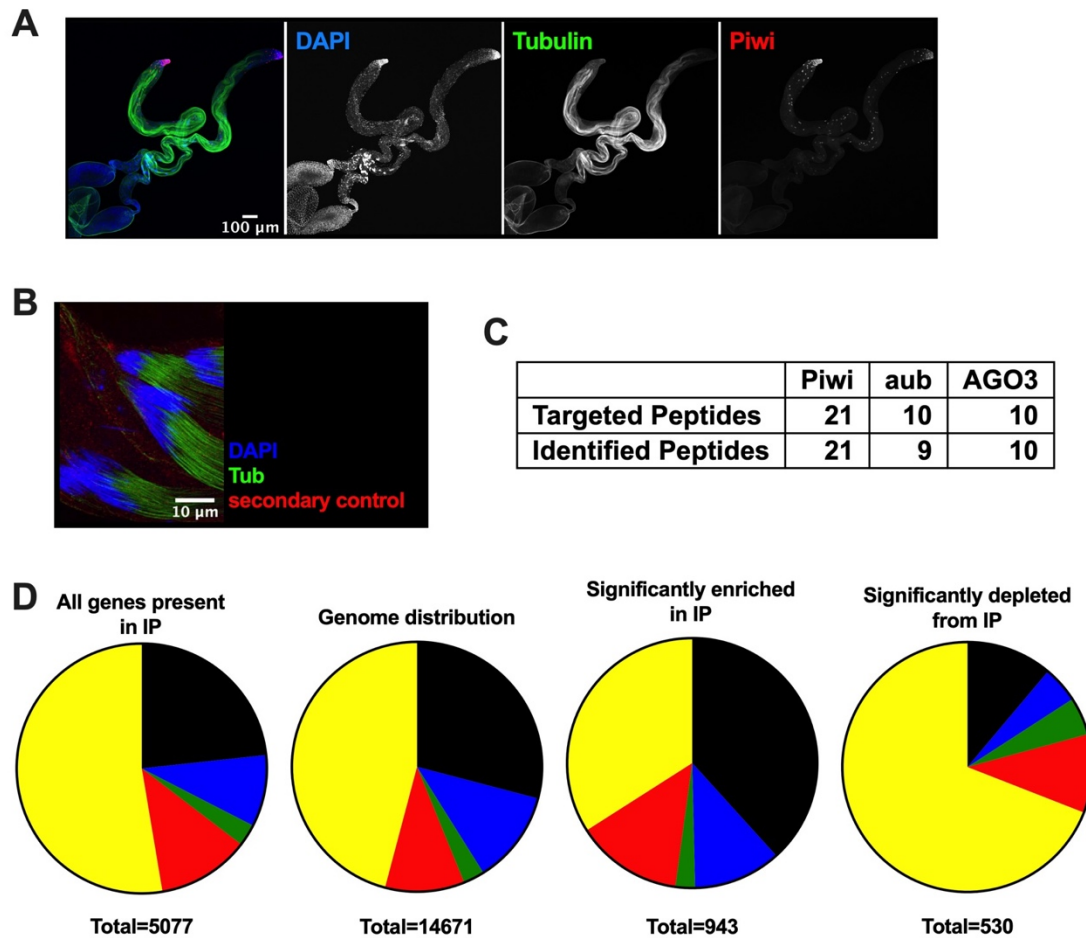 A
DAPI
Tubulin
Piwi
100 µm
B
DAPI
Tub
secondary control
10 µm
C
Piwi aub AGO3
Targeted Peptides 21 10 10
Identified Peptides 21 9 10
D
All genes present
in IP
Genome distribution
Significantly enriched
in IP
Significantly depleted
from IP
Total=5077
Total=14671
Total=943
Total=530